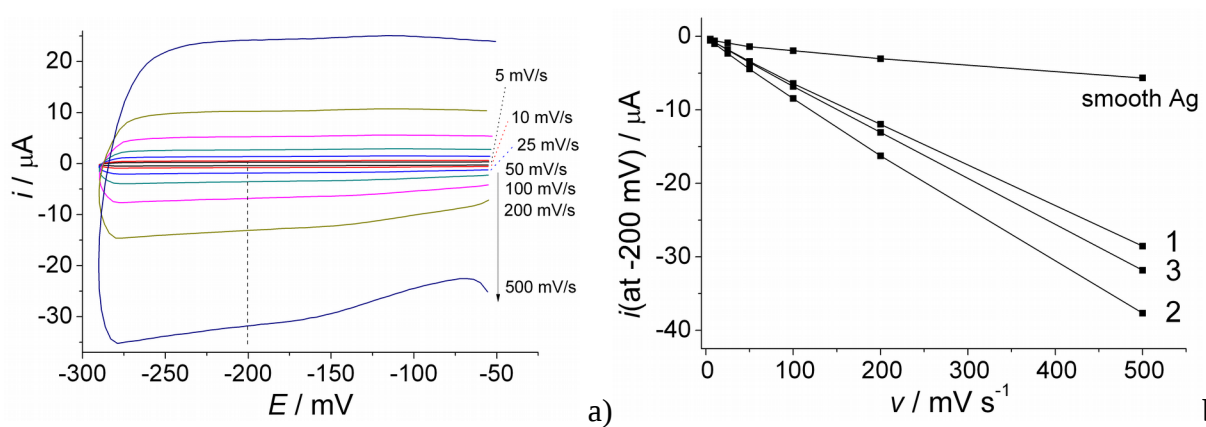 20
10
0
-10
-20
-30
i / μA
-300
-250
-200
-150
-100
-50
E / mV
5 mV/s
10 mV/s
25 mV/s
50 mV/s
100 mV/s
200 mV/s
500 mV/s
a)
0
-10
-20
-30
-40
i(at -200 mV) / μA
0
100
200
300
400
500
v / mV s⁻¹
smooth Ag
1
3
2